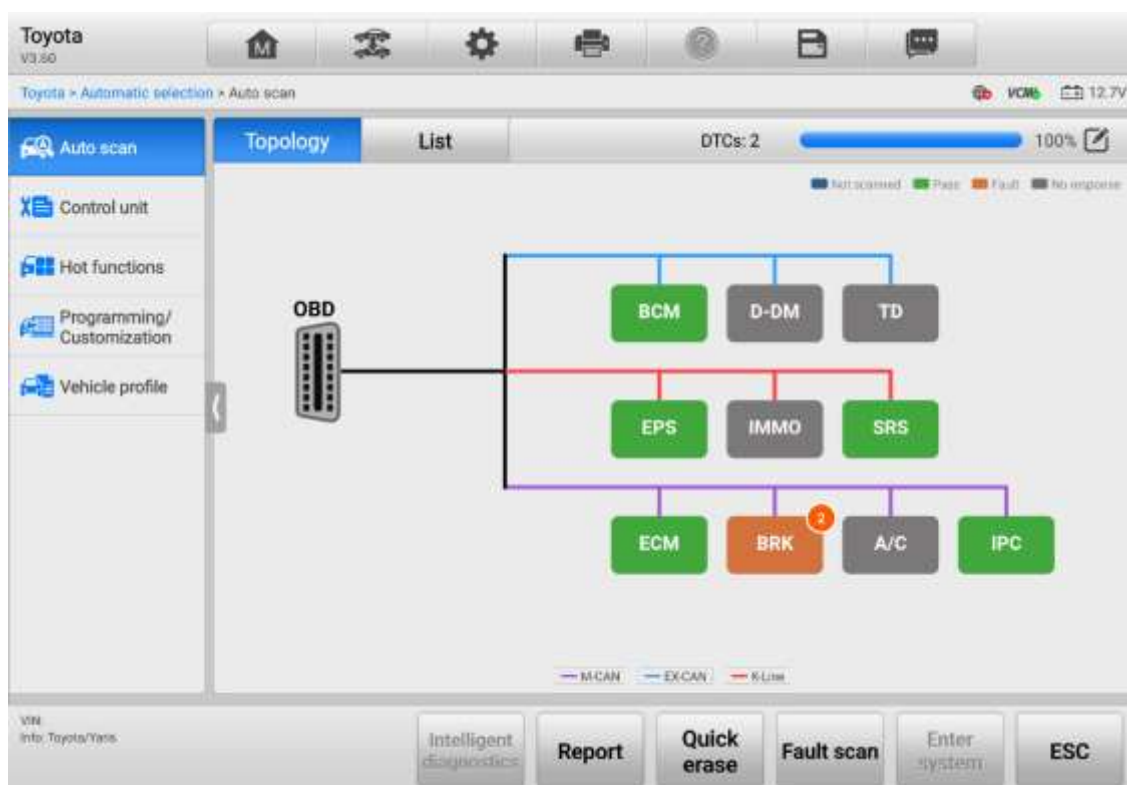 Toyota
V3.60
M
?
Toyota > Automatic selection > Auto scan
VCMI
12.7V
Auto scan
Topology
List
DTCs: 2
100%
Not scanned
Pass
Fault
No response
Control unit
Hot functions
Programming/
Customization
Vehicle profile
OBD
BCM
D-DM
TD
EPS
IMMO
SRS
2
ECM
BRK
A/C
IPC
M-CAN
EX-CAN
K-Line
VIN:
Info: Toyota/Yaris
Intelligent
diagnostics
Report
Quick
erase
Fault scan
Enter
system
ESC